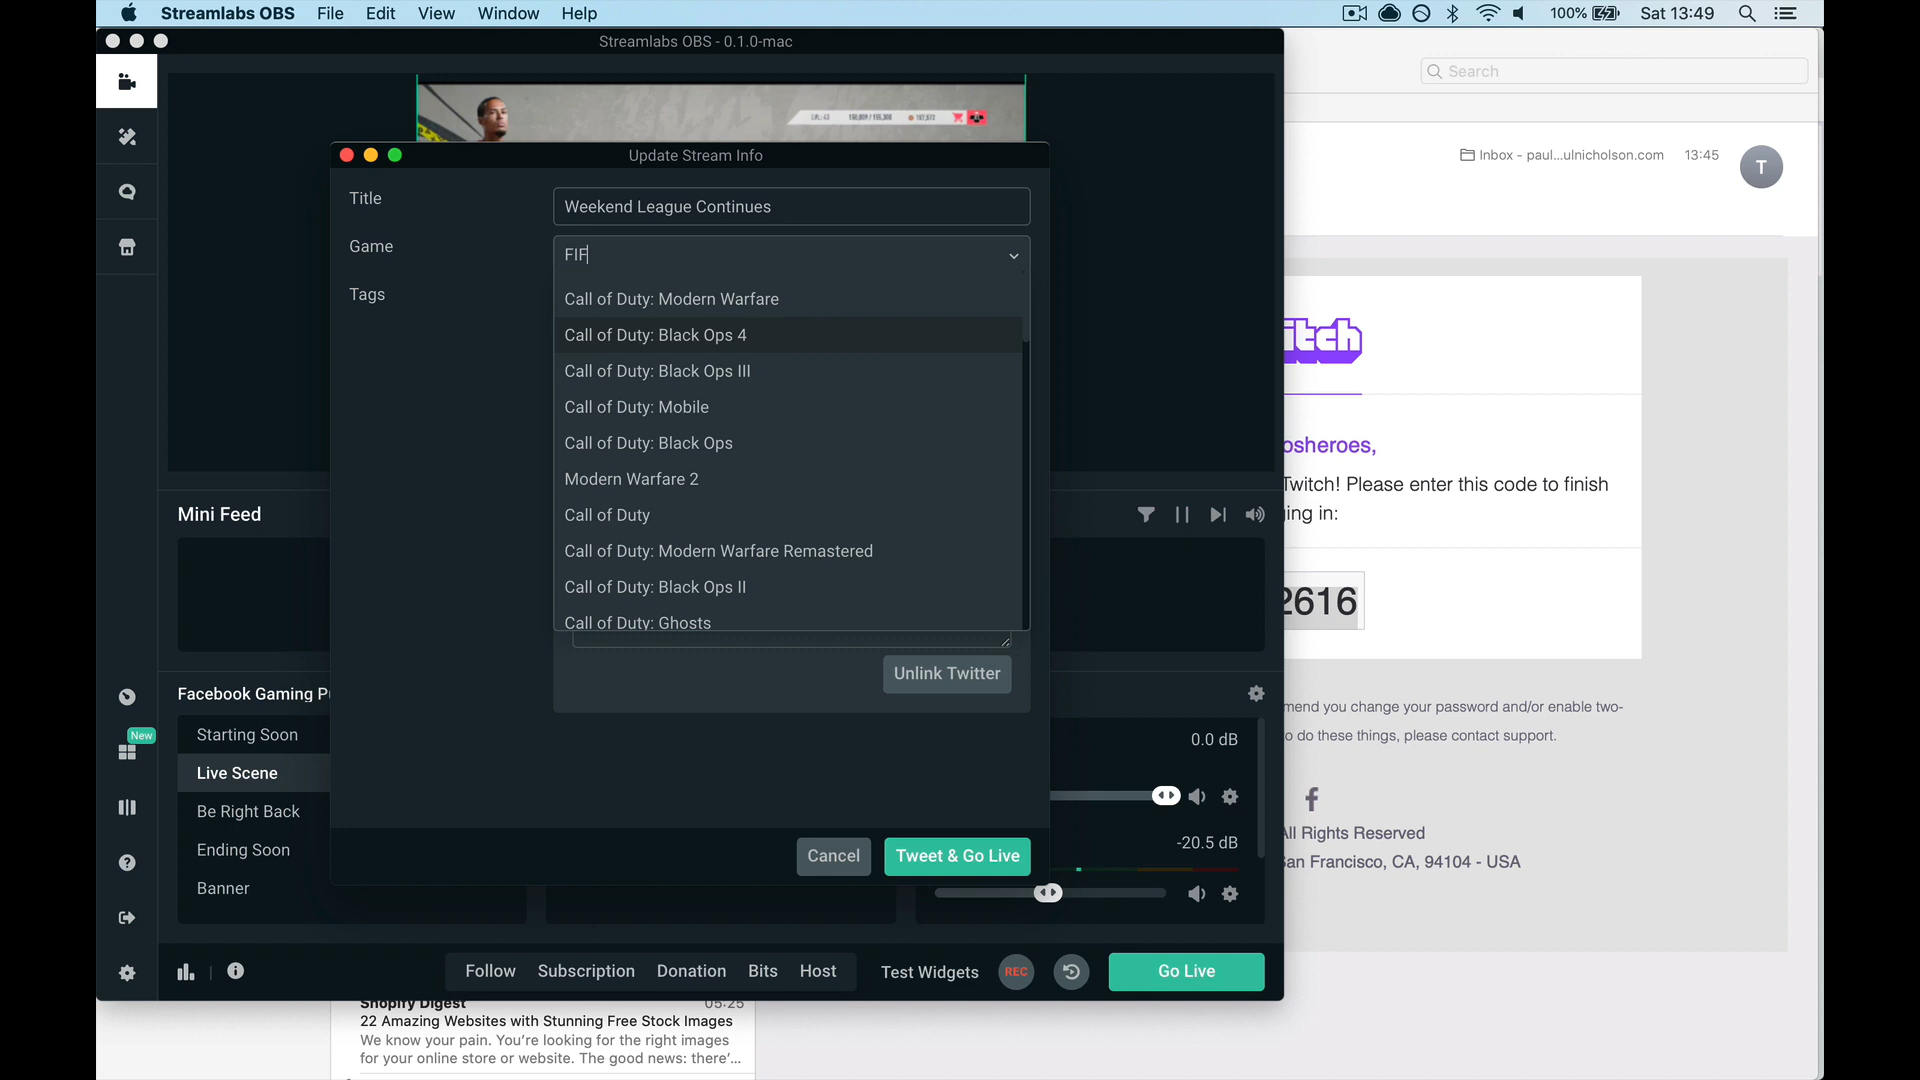 Streamlabs OBS File Edit View Window Help
100% Sat 13:49
Streamlabs OBS - 0.1.0-mac
Search
Update Stream Info
Inbox - paul...ulnicholson.com 13:45
T
Title
Weekend League Continues
Game
FIF
Tags
Call of Duty: Modern Warfare
Call of Duty: Black Ops 4
Call of Duty: Black Ops III
Call of Duty: Mobile
Call of Duty: Black Ops
Modern Warfare 2
Call of Duty
Call of Duty: Modern Warfare Remastered
Call of Duty: Black Ops II
Call of Duty: Ghosts
Unlink Twitter
Cancel
Tweet & Go Live
Mini Feed
Facebook Gaming
New
Starting Soon
Live Scene
Be Right Back
Ending Soon
Banner
0.0 dB
-20.5 dB
Follow Subscription Donation Bits Host
Test Widgets
REC
Go Live
itch
osheroes,
Twitch! Please enter this code to finish
ging in:
2616
mend you change your password and/or enable two-
o do these things, please contact support.
All Rights Reserved
San Francisco, CA, 94104 - USA
Shopify Digest 05:25
22 Amazing Websites with Stunning Free Stock Images
We know your pain. You're looking for the right images
for your online store or website. The good news: there'...